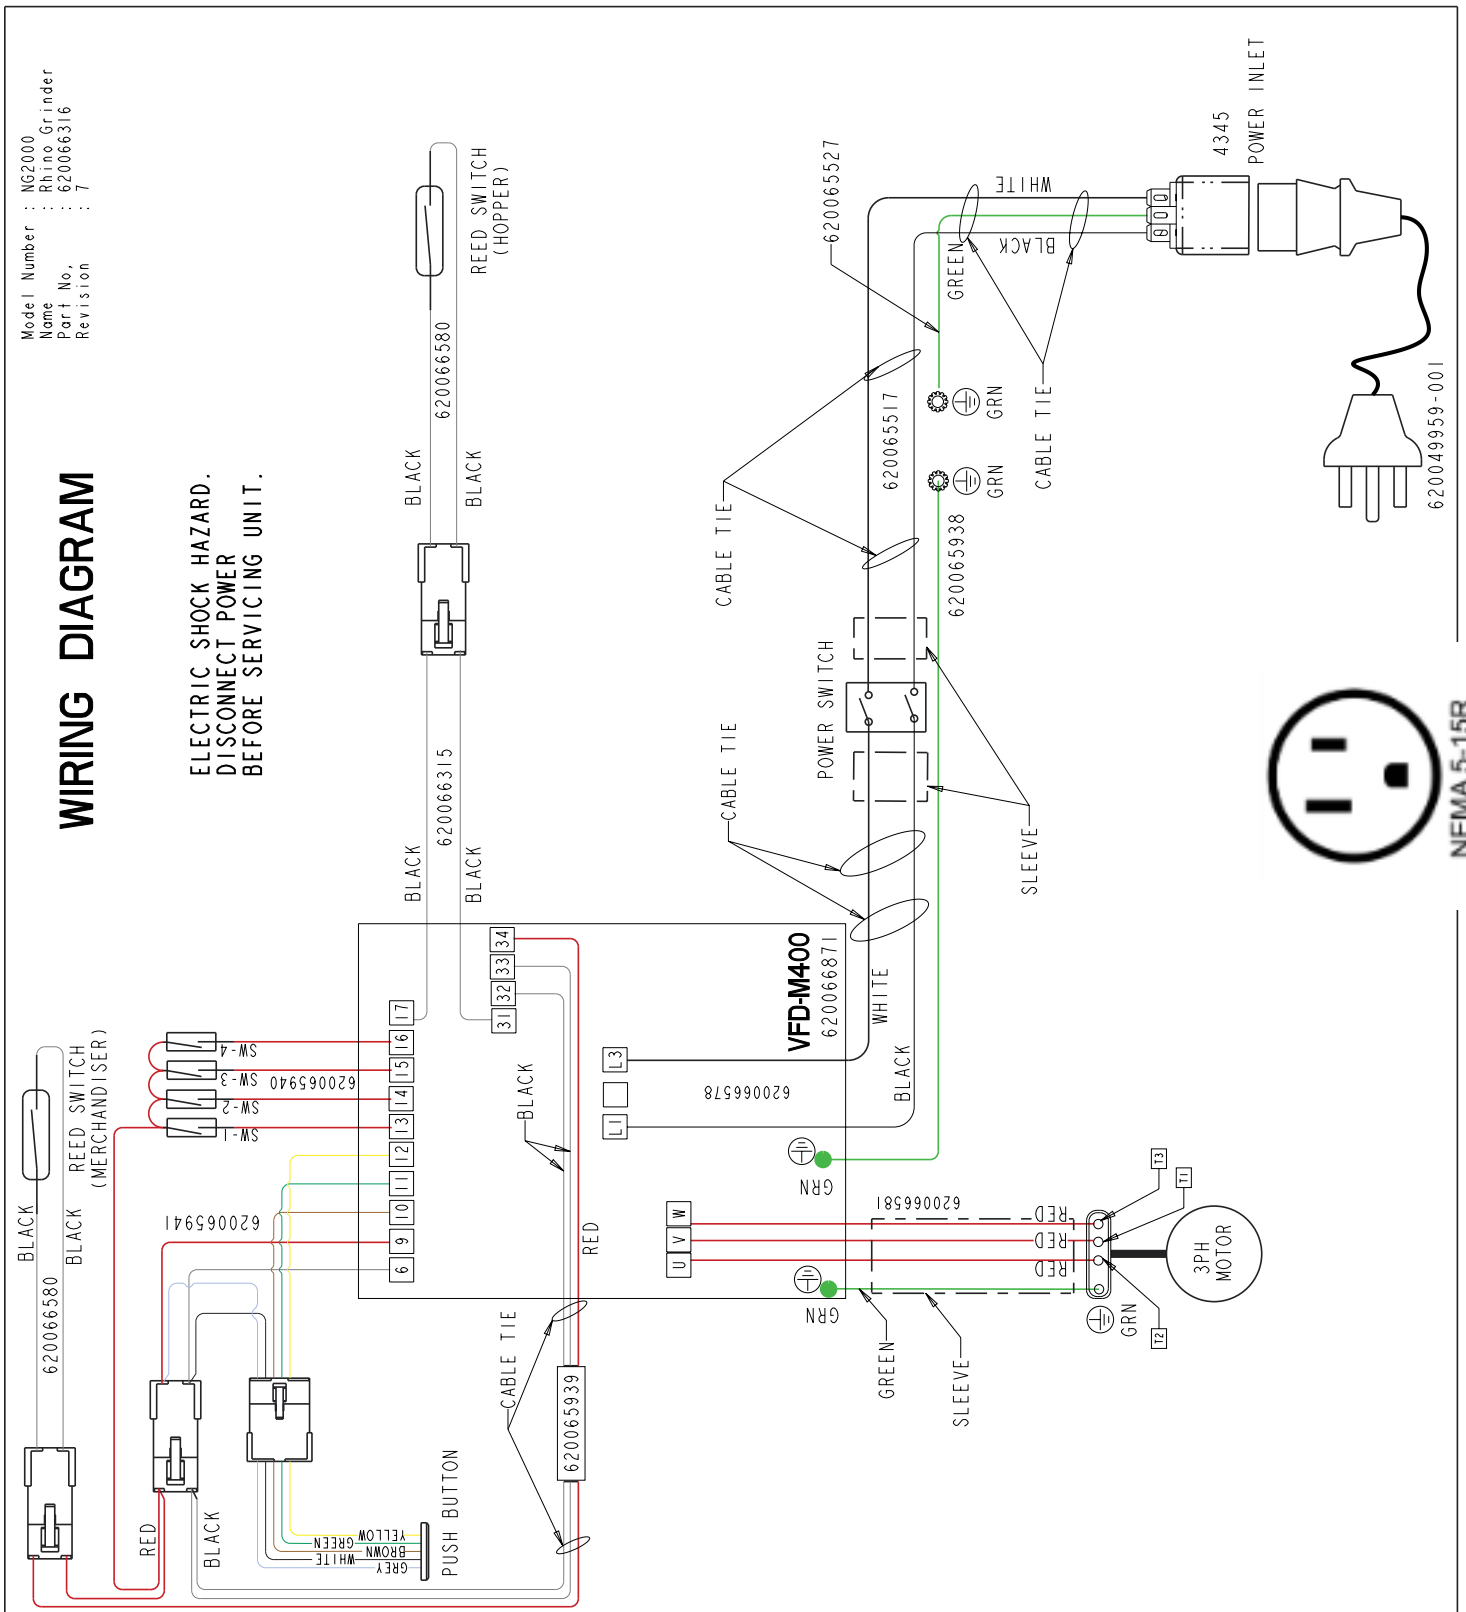 WIRING DIAGRAM
Model Number : NG2000
Name : Rhino Grinder
Part No, : 620066316
Revision : 7
ELECTRIC SHOCK HAZARD.
DISCONNECT POWER
BEFORE SERVICING UNIT.
REED SWITCH
(MERCHANDISER)
BLACK
BLACK
620066580
RED
BLACK
620065941
SW-1
SW-2
SW-3
SW-4
620065940
YELLOW
GREEN
BROWN
WHITE
GREY
PUSH BUTTON
6
9
10
11
12
13
14
15
16
17
31
32
33
34
BLACK
BLACK
620066315
BLACK
BLACK
620066580
REED SWITCH
(HOPPER)
BLACK
RED
CABLE TIE
620065939
L1
L3
620066578
VFD-M400
620066871
WHITE
BLACK
U
V
W
GRN
GRN
620066581
RED
RED
RED
GREEN
SLEEVE
GRN
T3
T1
T2
3PH
MOTOR
CABLE TIE
POWER SWITCH
SLEEVE
CABLE TIE
620065938
620065517
GRN
GRN
CABLE TIE
620065527
GREEN
BLACK
WHITE
4345
POWER INLET
620049959-001
NEMA 5-15R